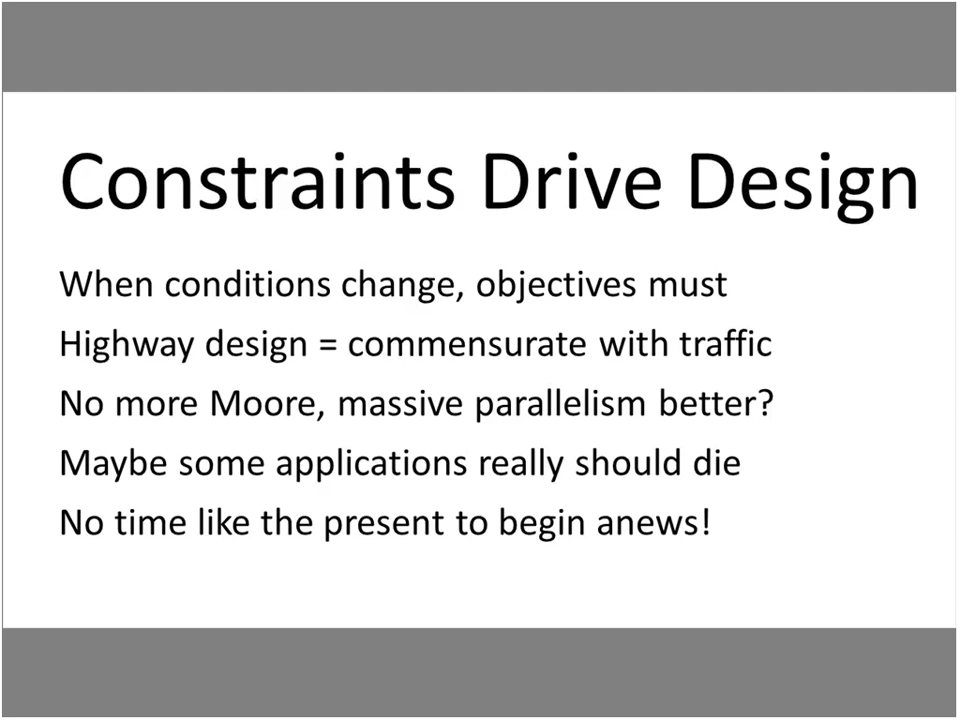 Constraints Drive Design
When conditions change, objectives must
Highway design = commensurate with traffic
No more Moore, massive parallelism better?
Maybe some applications really should die
No time like the present to begin anews!